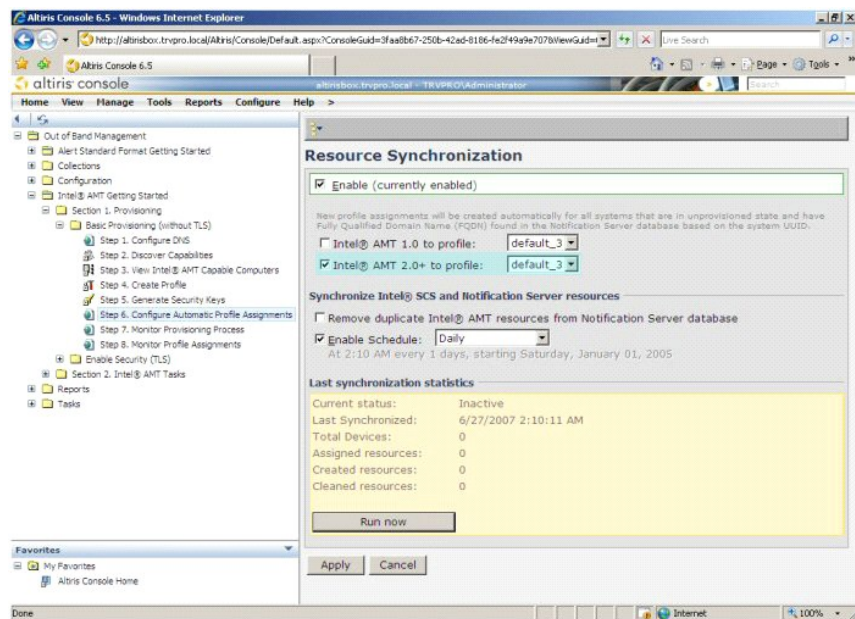 Altiris Console 6.5 - Windows Internet Explorer
http://altirisbox.trvpro.local/Altiris/Console/Default.aspx?ConsoleGuid=3faa8b67-250b-42ad-8186-fe2f49a9e707&ViewGuid=
Live Search
Altiris Console 6.5
Page
Tools
altiris console
altirisbox.trvpro.local - TRVPRO\Administrator
Search
Home View Manage Tools Reports Configure Help >
Out of Band Management
Alert Standard Format Getting Started
Collections
Configuration
Intel® AMT Getting Started
Section 1. Provisioning
Basic Provisioning (without TLS)
Step 1. Configure DNS
Step 2. Discover Capabilities
Step 3. View Intel® AMT Capable Computers
Step 4. Create Profile
Step 5. Generate Security Keys
Step 6. Configure Automatic Profile Assignments
Step 7. Monitor Provisioning Process
Step 8. Monitor Profile Assignments
Enable Security (TLS)
Section 2. Intel® AMT Tasks
Reports
Tasks
Favorites
My Favorites
Altiris Console Home
Resource Synchronization
Enable (currently enabled)
New profile assignments will be created automatically for all systems that are in unprovisioned state and have
Fully Qualified Domain Name (FQDN) found in the Notification Server database based on the system UUID.
Intel® AMT 1.0 to profile: default_3
Intel® AMT 2.0+ to profile: default_3
Synchronize Intel® SCS and Notification Server resources
Remove duplicate Intel® AMT resources from Notification Server database
Enable Schedule: Daily
At 2:10 AM every 1 days, starting Saturday, January 01, 2005
Last synchronization statistics
Current status: Inactive
Last Synchronized: 6/27/2007 2:10:11 AM
Total Devices: 0
Assigned resources: 0
Created resources: 0
Cleaned resources: 0
Run now
Apply Cancel
Done
Internet
100%